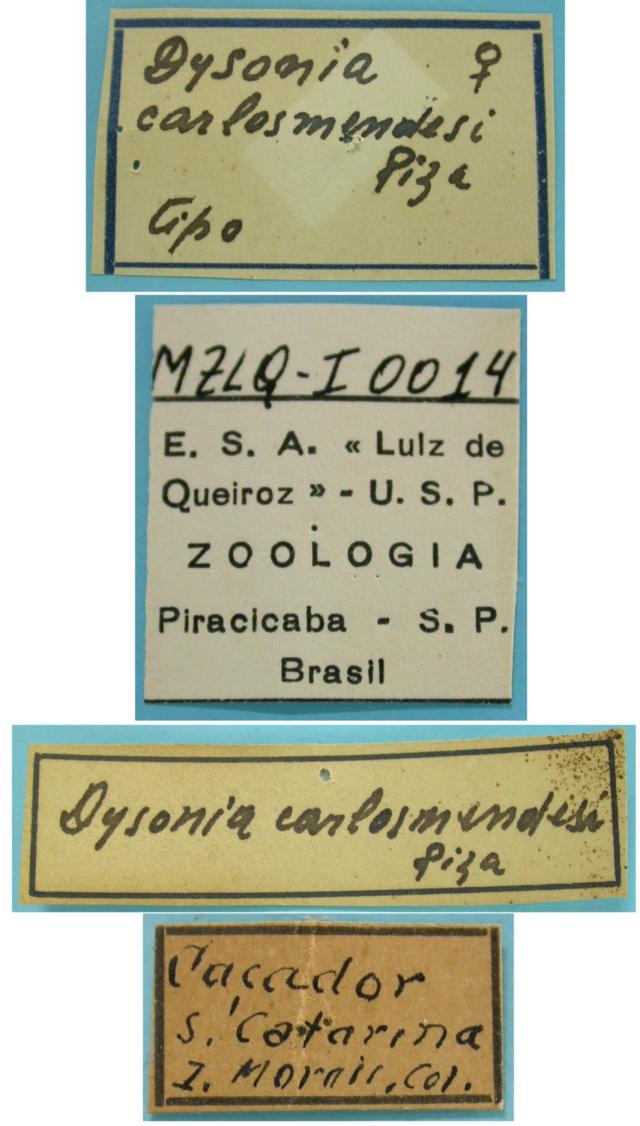 Dysonia ♀
carlosmendesi
Piza
Tipo
MZLQ-I 0014
E. S. A. « Luiz de
Queiroz » - U. S. P.
ZOOLOGIA
Piracicaba - S. P.
Brasil
Dysonia carlosmendesi
Piza
Caçador
S. Catarina
I. Morais, Col.